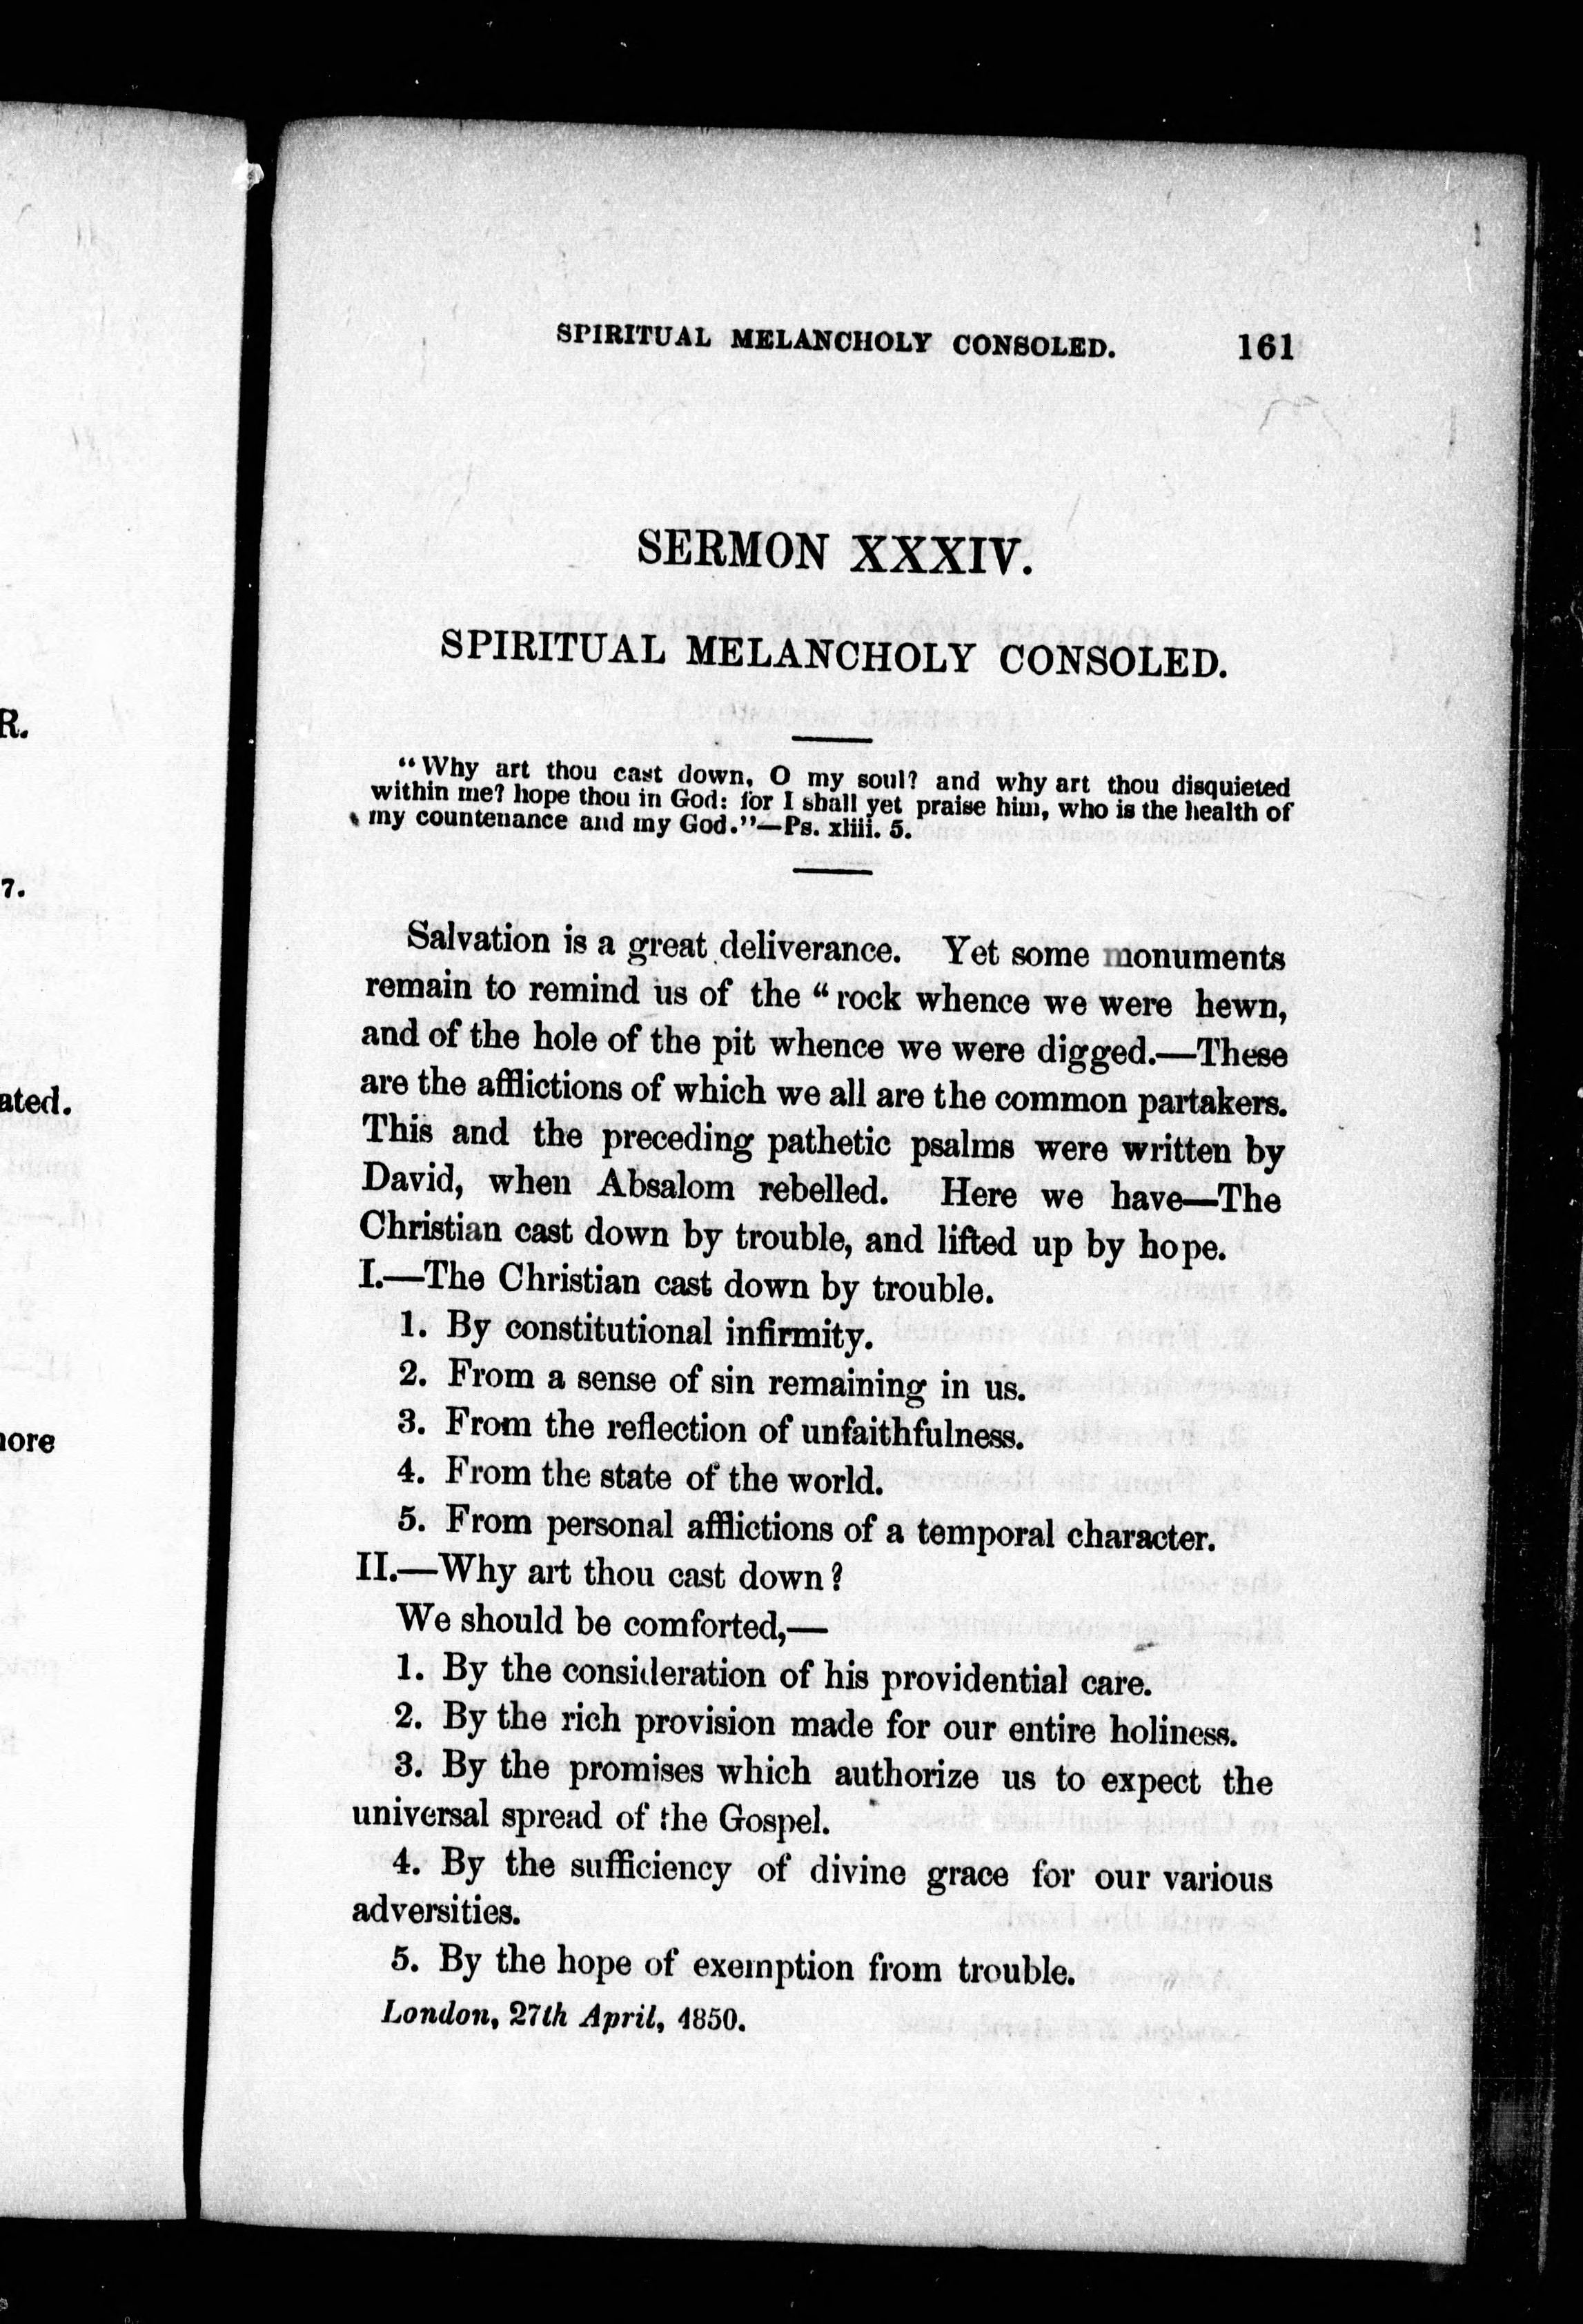 SPIRITUAL MELANCHOLY CONSOLED. 161
SERMON XXXIV.
SPIRITUAL MELANCHOLY CONSOLED.
"Why art thou cast down, O my soul? and why art thou disquieted
within me? hope thou in God: for I shall yet praise him, who is the health of
my countenance and my God."—Ps. xliii. 5.
Salvation is a great deliverance. Yet some monuments
remain to remind us of the "rock whence we were hewn,
and of the hole of the pit whence we were digged.—These
are the afflictions of which we all are the common partakers.
This and the preceding pathetic psalms were written by
David, when Absalom rebelled. Here we have—The
Christian cast down by trouble, and lifted up by hope.
I.—The Christian cast down by trouble.
1. By constitutional infirmity.
2. From a sense of sin remaining in us.
3. From the reflection of unfaithfulness.
4. From the state of the world.
5. From personal afflictions of a temporal character.
II.—Why art thou cast down?
We should be comforted,—
1. By the consideration of his providential care.
2. By the rich provision made for our entire holiness.
3. By the promises which authorize us to expect the
universal spread of the Gospel.
4. By the sufficiency of divine grace for our various
adversities.
5. By the hope of exemption from trouble.
London, 27th April, 1850.
R.
7.
ated.
ore